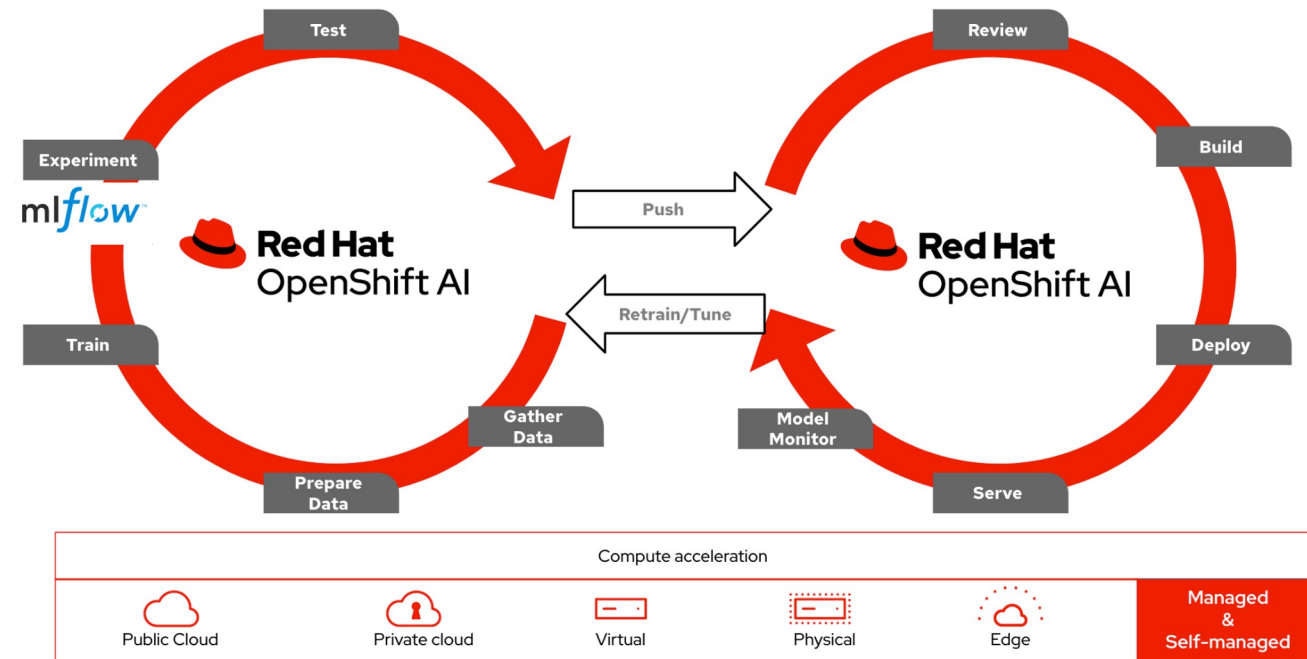 Test
Review
Experiment
Build
mlflow™
Push
Red Hat
OpenShift AI
Red Hat
OpenShift AI
Retrain/Tune
Train
Deploy
Gather
Data
Model
Monitor
Prepare
Data
Serve
Compute acceleration
Public Cloud
Private cloud
Virtual
Physical
Edge
Managed
&
Self-managed